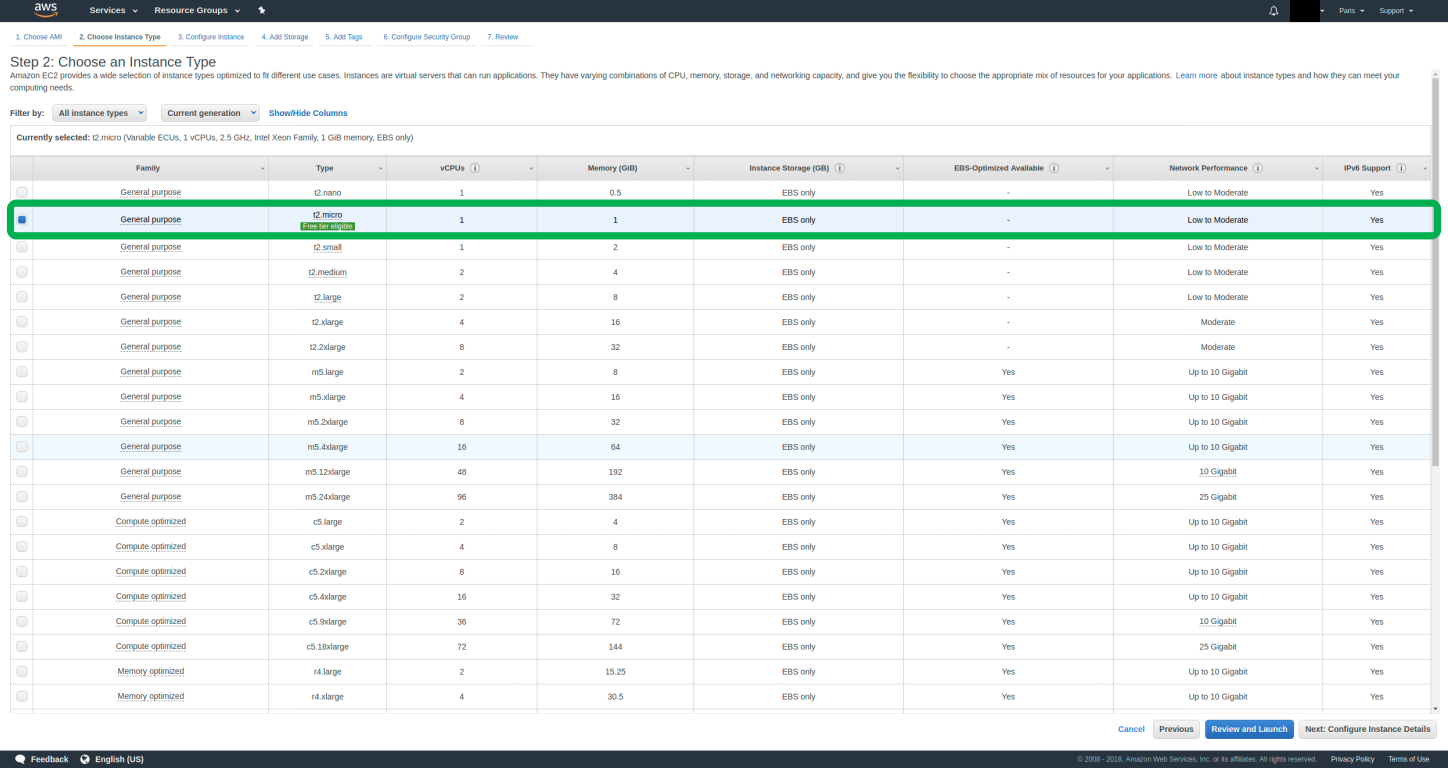 aws Services Resource Groups Paris Support
1. Choose AMI 2. Choose Instance Type 3. Configure Instance 4. Add Storage 5. Add Tags 6. Configure Security Group 7. Review
Step 2: Choose an Instance Type
Amazon EC2 provides a wide selection of instance types optimized to fit different use cases. Instances are virtual servers that can run applications. They have varying combinations of CPU, memory, storage, and networking capacity, and give you the flexibility to choose the appropriate mix of resources for your applications. Learn more about instance types and how they can meet your
computing needs.
Filter by: All instance types Current generation Show/Hide Columns
Currently selected: t2.micro (Variable ECUs, 1 vCPUs, 2.5 GHz, Intel Xeon Family, 1 GiB memory, EBS only)
Family Type vCPUs i Memory (GiB) Instance Storage (GB) i EBS-Optimized Available i Network Performance i IPv6 Support i
General purpose t2.nano 1 0.5 EBS only - Low to Moderate Yes
General purpose t2.micro 1 1 EBS only - Low to Moderate Yes
Free tier eligible
General purpose t2.small 1 2 EBS only - Low to Moderate Yes
General purpose t2.medium 2 4 EBS only - Low to Moderate Yes
General purpose t2.large 2 8 EBS only - Low to Moderate Yes
General purpose t2.xlarge 4 16 EBS only - Moderate Yes
General purpose t2.2xlarge 8 32 EBS only - Moderate Yes
General purpose m5.large 2 8 EBS only Yes Up to 10 Gigabit Yes
General purpose m5.xlarge 4 16 EBS only Yes Up to 10 Gigabit Yes
General purpose m5.2xlarge 8 32 EBS only Yes Up to 10 Gigabit Yes
General purpose m5.4xlarge 16 64 EBS only Yes Up to 10 Gigabit Yes
General purpose m5.12xlarge 48 192 EBS only Yes 10 Gigabit Yes
General purpose m5.24xlarge 96 384 EBS only Yes 25 Gigabit Yes
Compute optimized c5.large 2 4 EBS only Yes Up to 10 Gigabit Yes
Compute optimized c5.xlarge 4 8 EBS only Yes Up to 10 Gigabit Yes
Compute optimized c5.2xlarge 8 16 EBS only Yes Up to 10 Gigabit Yes
Compute optimized c5.4xlarge 16 32 EBS only Yes Up to 10 Gigabit Yes
Compute optimized c5.9xlarge 36 72 EBS only Yes 10 Gigabit Yes
Compute optimized c5.18xlarge 72 144 EBS only Yes 25 Gigabit Yes
Memory optimized r4.large 2 15.25 EBS only Yes Up to 10 Gigabit Yes
Memory optimized r4.xlarge 4 30.5 EBS only Yes Up to 10 Gigabit Yes
Cancel Previous Review and Launch Next: Configure Instance Details
Feedback English (US) © 2008 - 2018, Amazon Web Services, Inc. or its affiliates. All rights reserved. Privacy Policy Terms of Use